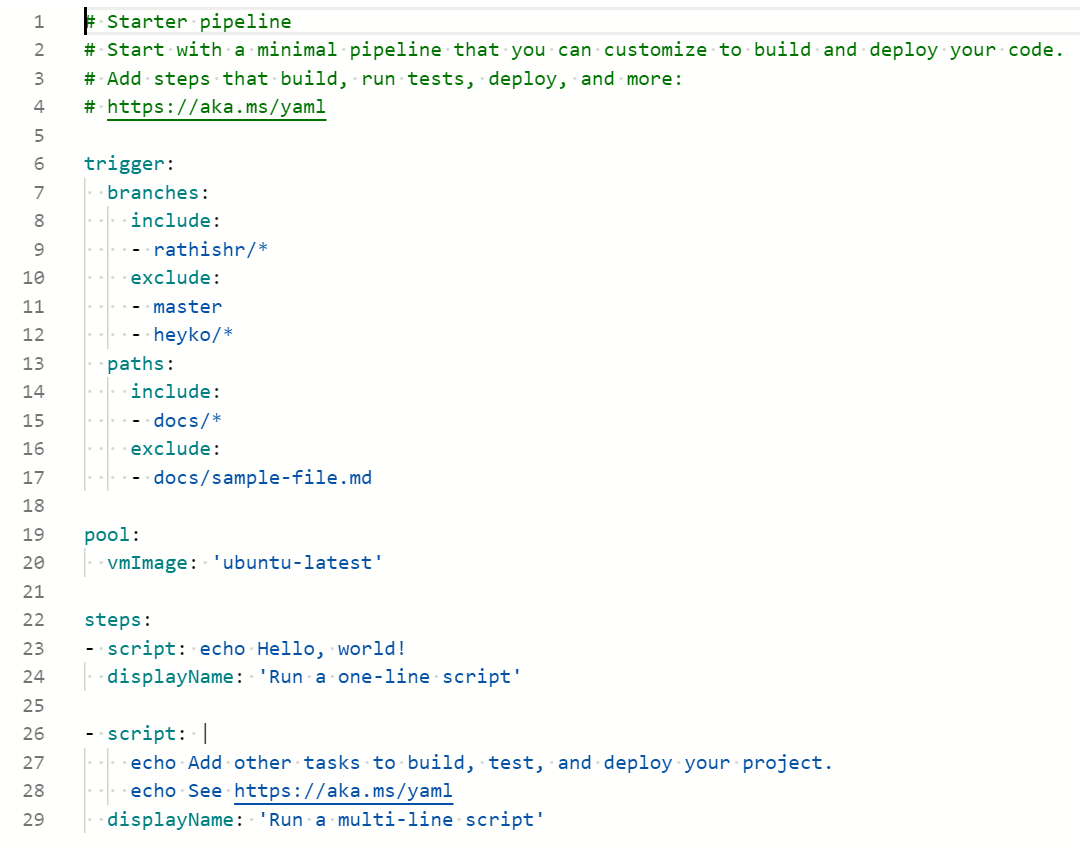 1 # Starter pipeline
2 # Start with a minimal pipeline that you can customize to build and deploy your code.
3 # Add steps that build, run tests, deploy, and more:
4 # https://aka.ms/yaml
5
6 trigger:
7   branches:
8     include:
9     - rathishr/*
10     exclude:
11     - master
12     - heyko/*
13   paths:
14     include:
15     - docs/*
16     exclude:
17     - docs/sample-file.md
18
19 pool:
20   vmImage: 'ubuntu-latest'
21
22 steps:
23 - script: echo Hello, world!
24   displayName: 'Run a one-line script'
25
26 - script: |
27     echo Add other tasks to build, test, and deploy your project.
28     echo See https://aka.ms/yaml
29   displayName: 'Run a multi-line script'